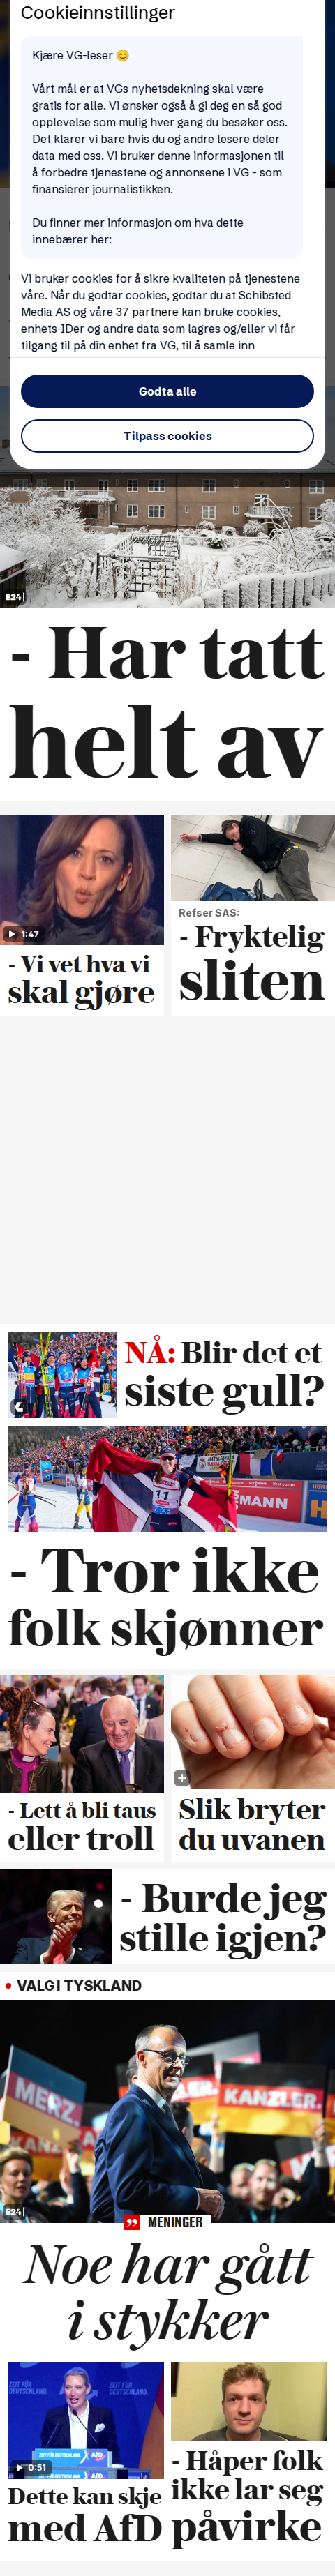 Cookieinnstillinger
Kjære VG-leser 😊
Vårt mål er at VGs nyhetsdekning skal være
gratis for alle. Vi ønsker også å gi deg en så god
opplevelse som mulig hver gang du besøker oss.
Det klarer vi bare hvis du og andre lesere deler
data med oss. Vi bruker denne informasjonen til
å forbedre tjenestene og annonsene i VG - som
finansierer journalistikken.
Du finner mer informasjon om hva dette
innebærer her:
Vi bruker cookies for å sikre kvaliteten på tjenestene
våre. Når du godtar cookies, godtar du at Schibsted
Media AS og våre 37 partnere kan bruke cookies,
enhets-IDer og andre data som lagres og/eller vi får
tilgang til på din enhet fra VG, til å samle inn
Godta alle
Tilpass cookies
E24
- Har tatt
helt av
1:47
- Vi vet hva vi
skal gjøre
Refser SAS:
- Fryktelig
sliten
NÅ: Blir det et
siste gull?
11
- Tror ikke
folk skjønner
- Lett å bli taus
eller troll
Slik bryter
du uvanen
- Burde jeg
stille igjen?
VALG I TYSKLAND
MERZ.
KANZLER.
E24
MENINGER
Noe har gått
i stykker
ZEIT FÜR
DEUTSCHLAND.
AfD
0:51
Dette kan skje
med AfD
- Håper folk
ikke lar seg
påvirke